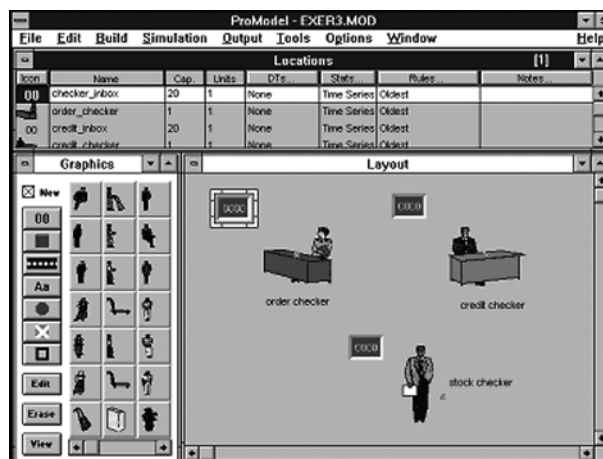 ProModel - EXER3.MOD
File Edit Build Simulation Output Tools Options Window Help
Locations [1]
Icon Name Cap. Units DTs... Stats... Rules... Notes...
00 checker_inbox 20 1 None Time Series Oldest
order_checker 1 1 None Time Series Oldest
00 credit_inbox 20 1 None Time Series Oldest
credit_checker 1 1 None Time Series Oldest
Graphics
Layout
New
00
Aa
Edit
Erase
View
0000
0000
order checker
credit checker
0000
stock checker